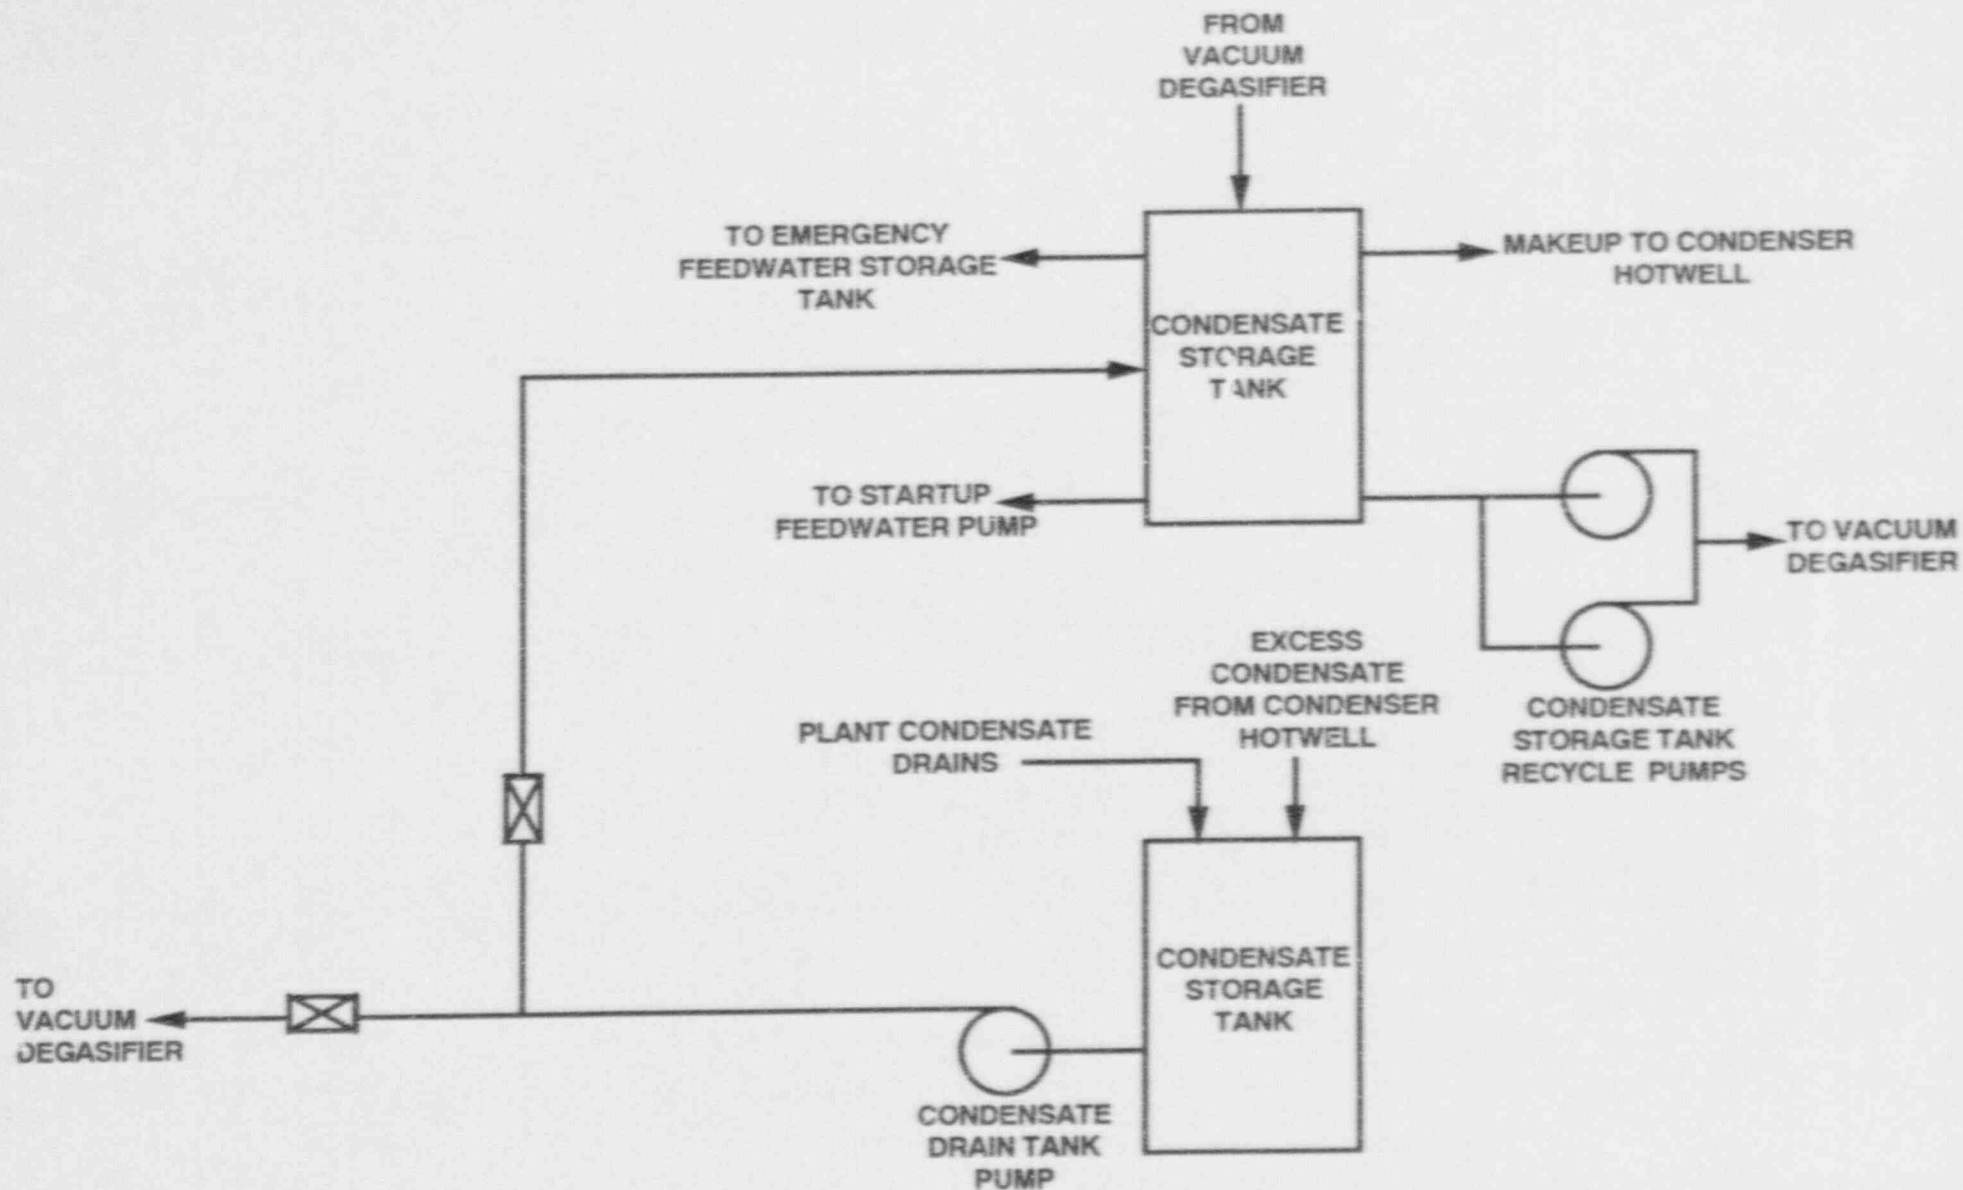 FROM
VACUUM
DEGASIFIER
TO EMERGENCY
FEEDWATER STORAGE
TANK
MAKEUP TO CONDENSER
HOTWELL
CONDENSATE
STORAGE
TANK
TO STARTUP
FEEDWATER PUMP
TO VACUUM
DEGASIFIER
EXCESS
CONDENSATE
FROM CONDENSER
HOTWELL
PLANT CONDENSATE
DRAINS
CONDENSATE
STORAGE TANK
RECYCLE PUMPS
CONDENSATE
STORAGE
TANK
TO
VACUUM
DEGASIFIER
CONDENSATE
DRAIN TANK
PUMP